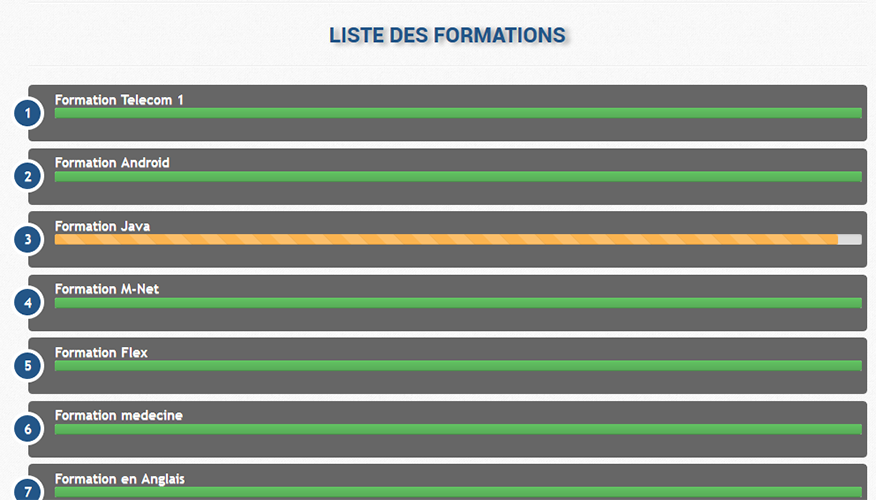 LISTE DES FORMATIONS
1 Formation Telecom 1
2 Formation Android
3 Formation Java
4 Formation M-Net
5 Formation Flex
6 Formation medecine
7 Formation en Anglais